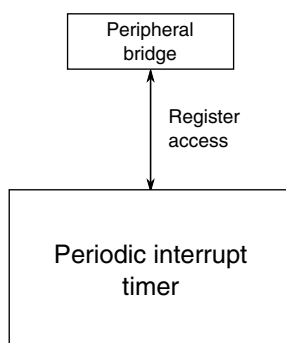 Peripheral
bridge
Register
access
Periodic interrupt
timer